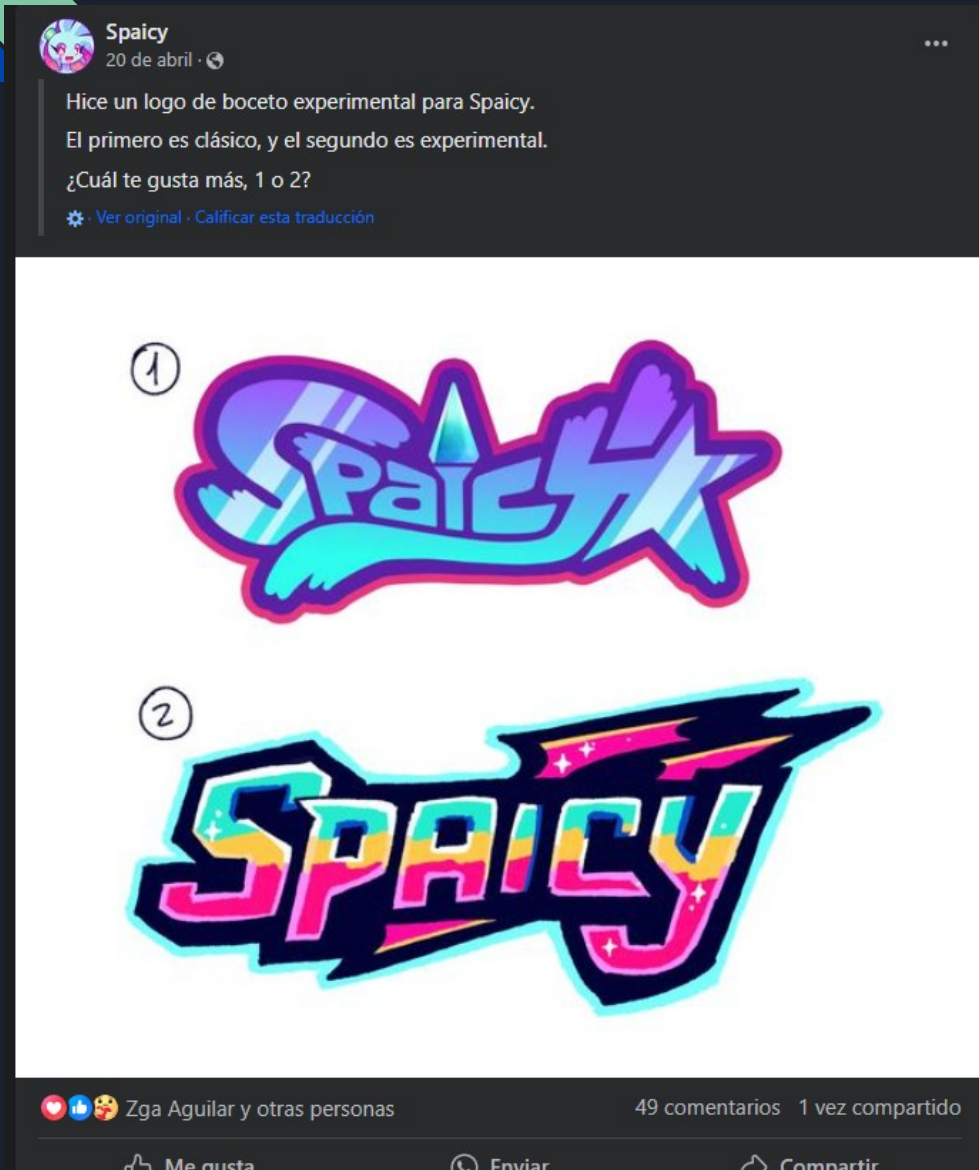 Spaicy
20 de abril ·
Hice un logo de boceto experimental para Spaicy.
El primero es clásico, y el segundo es experimental.
¿Cuál te gusta más, 1 o 2?
· Ver original · Calificar esta traducción
1
Spaicy
2
SPAICY
Zga Aguilar y otras personas
49 comentarios 1 vez compartido
Me gusta Enviar Compartir